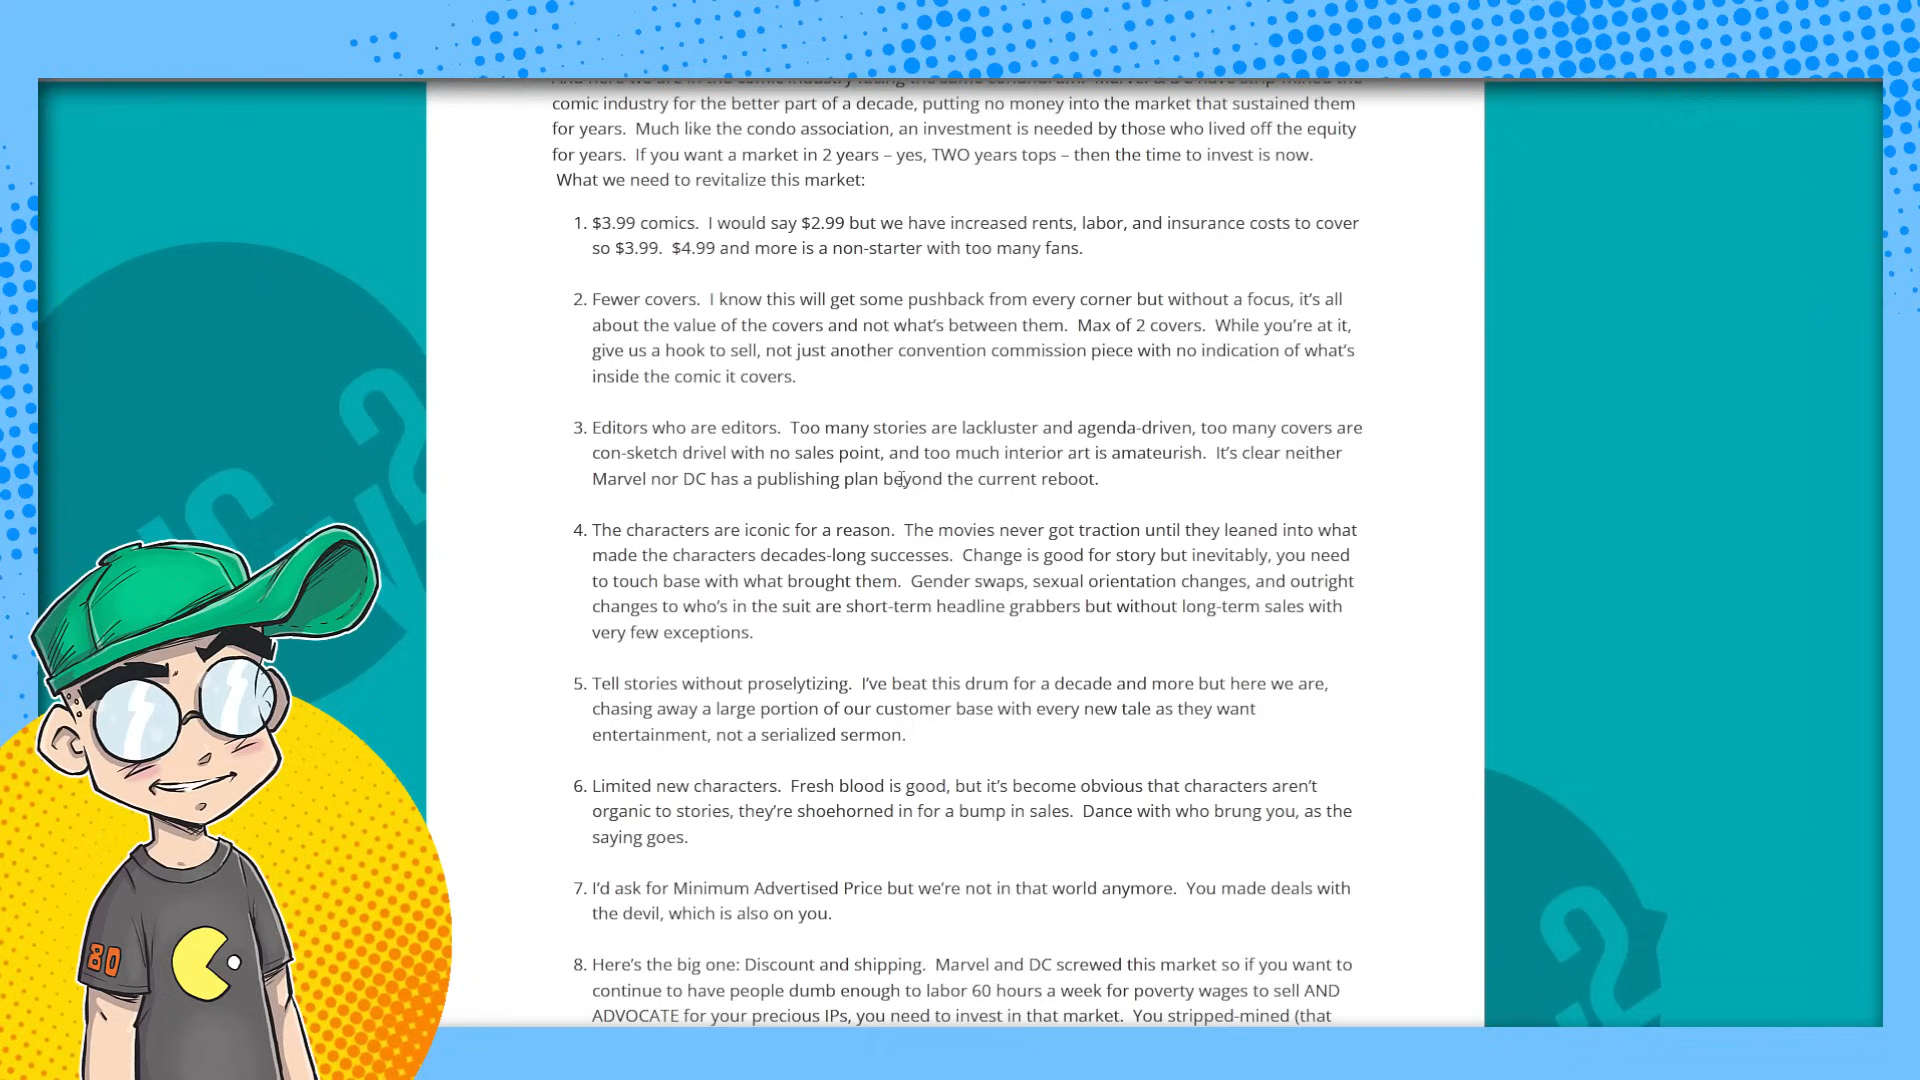 comic industry for the better part of a decade, putting no money into the market that sustained them
for years.  Much like the condo association, an investment is needed by those who lived off the equity
for years.  If you want a market in 2 years – yes, TWO years tops – then the time to invest is now.
What we need to revitalize this market:
1. $3.99 comics.  I would say $2.99 but we have increased rents, labor, and insurance costs to cover
so $3.99.  $4.99 and more is a non-starter with too many fans.
2. Fewer covers.  I know this will get some pushback from every corner but without a focus, it's all
about the value of the covers and not what's between them.  Max of 2 covers.  While you're at it,
give us a hook to sell, not just another convention commission piece with no indication of what's
inside the comic it covers.
3. Editors who are editors.  Too many stories are lackluster and agenda-driven, too many covers are
con-sketch drivel with no sales point, and too much interior art is amateurish.  It's clear neither
Marvel nor DC has a publishing plan beyond the current reboot.
4. The characters are iconic for a reason.  The movies never got traction until they leaned into what
made the characters decades-long successes.  Change is good for story but inevitably, you need
to touch base with what brought them.  Gender swaps, sexual orientation changes, and outright
changes to who's in the suit are short-term headline grabbers but without long-term sales with
very few exceptions.
5. Tell stories without proselytizing.  I've beat this drum for a decade and more but here we are,
chasing away a large portion of our customer base with every new tale as they want
entertainment, not a serialized sermon.
6. Limited new characters.  Fresh blood is good, but it's become obvious that characters aren't
organic to stories, they're shoehorned in for a bump in sales.  Dance with who brung you, as the
saying goes.
7. I'd ask for Minimum Advertised Price but we're not in that world anymore.  You made deals with
the devil, which is also on you.
8. Here's the big one: Discount and shipping.  Marvel and DC screwed this market so if you want to
continue to have people dumb enough to labor 60 hours a week for poverty wages to sell AND
ADVOCATE for your precious IPs, you need to invest in that market.  You stripped-mined (that
80